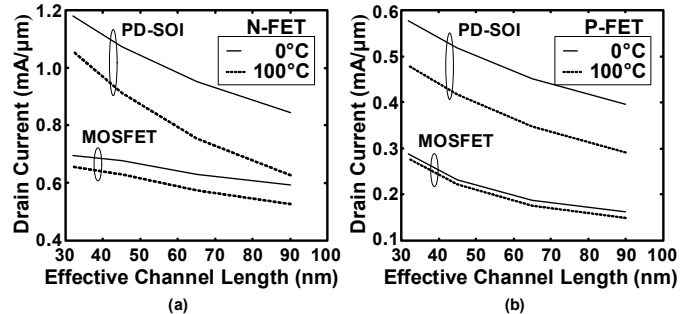 1.2
1.0
0.8
0.6
0.4
Drain Current (mA/μm)
PD-SOI
N-FET
0°C
100°C
MOSFET
30 40 50 60 70 80 90 100
Effective Channel Length (nm)
(a)
0.6
0.5
0.4
0.3
0.2
0.1
Drain Current (mA/μm)
PD-SOI
P-FET
0°C
100°C
MOSFET
30 40 50 60 70 80 90 100
Effective Channel Length (nm)
(b)